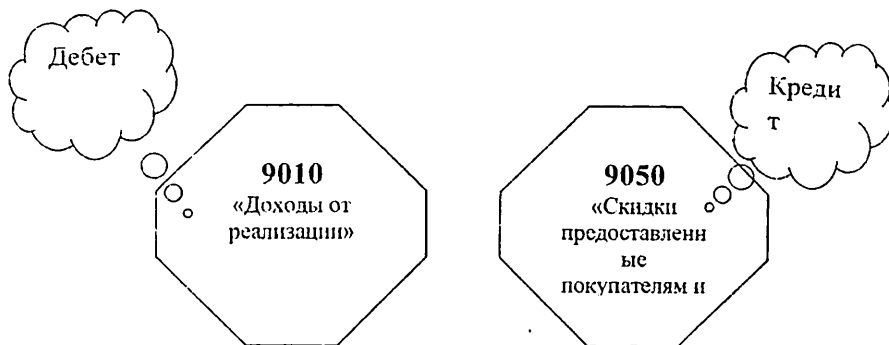 Дебет
9010
«Доходы от
реализации»
Креди
т
9050
«Скидки
предоставленн
ые
покупателям и